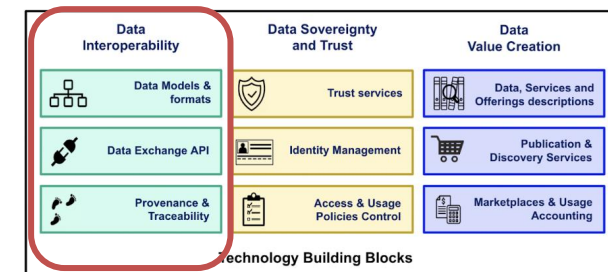 Data
Interoperability
Data Models &
formats
Data Exchange API
Provenance &
Traceability
Data Sovereignty
and Trust
Trust services
Identity Management
Access & Usage
Policies Control
Data
Value Creation
Data, Services and
Offerings descriptions
Publication &
Discovery Services
Marketplaces & Usage
Accounting
Technology Building Blocks